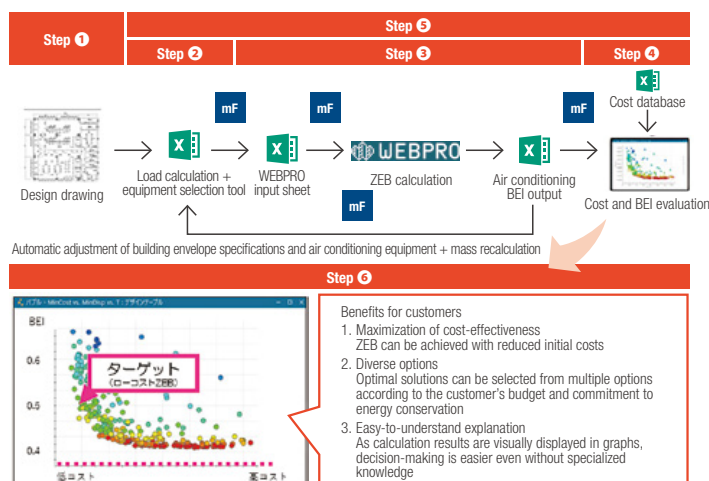 Step ❶
Step ❺
Step ❷
Step ❸
Step ❹
mF
mF
mF
Cost database
WEBPRO
Design drawing
Load calculation +
equipment selection tool
WEBPRO
input sheet
ZEB calculation
Air conditioning
BEI output
Cost and BEI evaluation
mF
Automatic adjustment of building envelope specifications and air conditioning equipment + mass recalculation
Step ❻
BEI
0.6
0.5
0.4
ターゲット
(ローコストZEB)
低コスト
高コスト
Benefits for customers
1. Maximization of cost-effectiveness
ZEB can be achieved with reduced initial costs
2. Diverse options
Optimal solutions can be selected from multiple options
according to the customer's budget and commitment to
energy conservation
3. Easy-to-understand explanation
As calculation results are visually displayed in graphs,
decision-making is easier even without specialized
knowledge